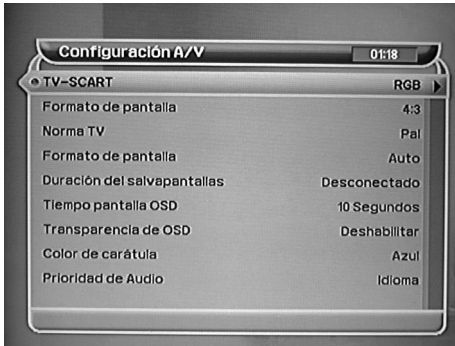 Configuración A/V 01:18
TV-SCART RGB
Formato de pantalla 4:3
Norma TV Pal
Formato de pantalla Auto
Duración del salvapantallas Desconectado
Tiempo pantalla OSD 10 Segundos
Transparencia de OSD Deshabilitar
Color de carátula Azul
Prioridad de Audio Idioma